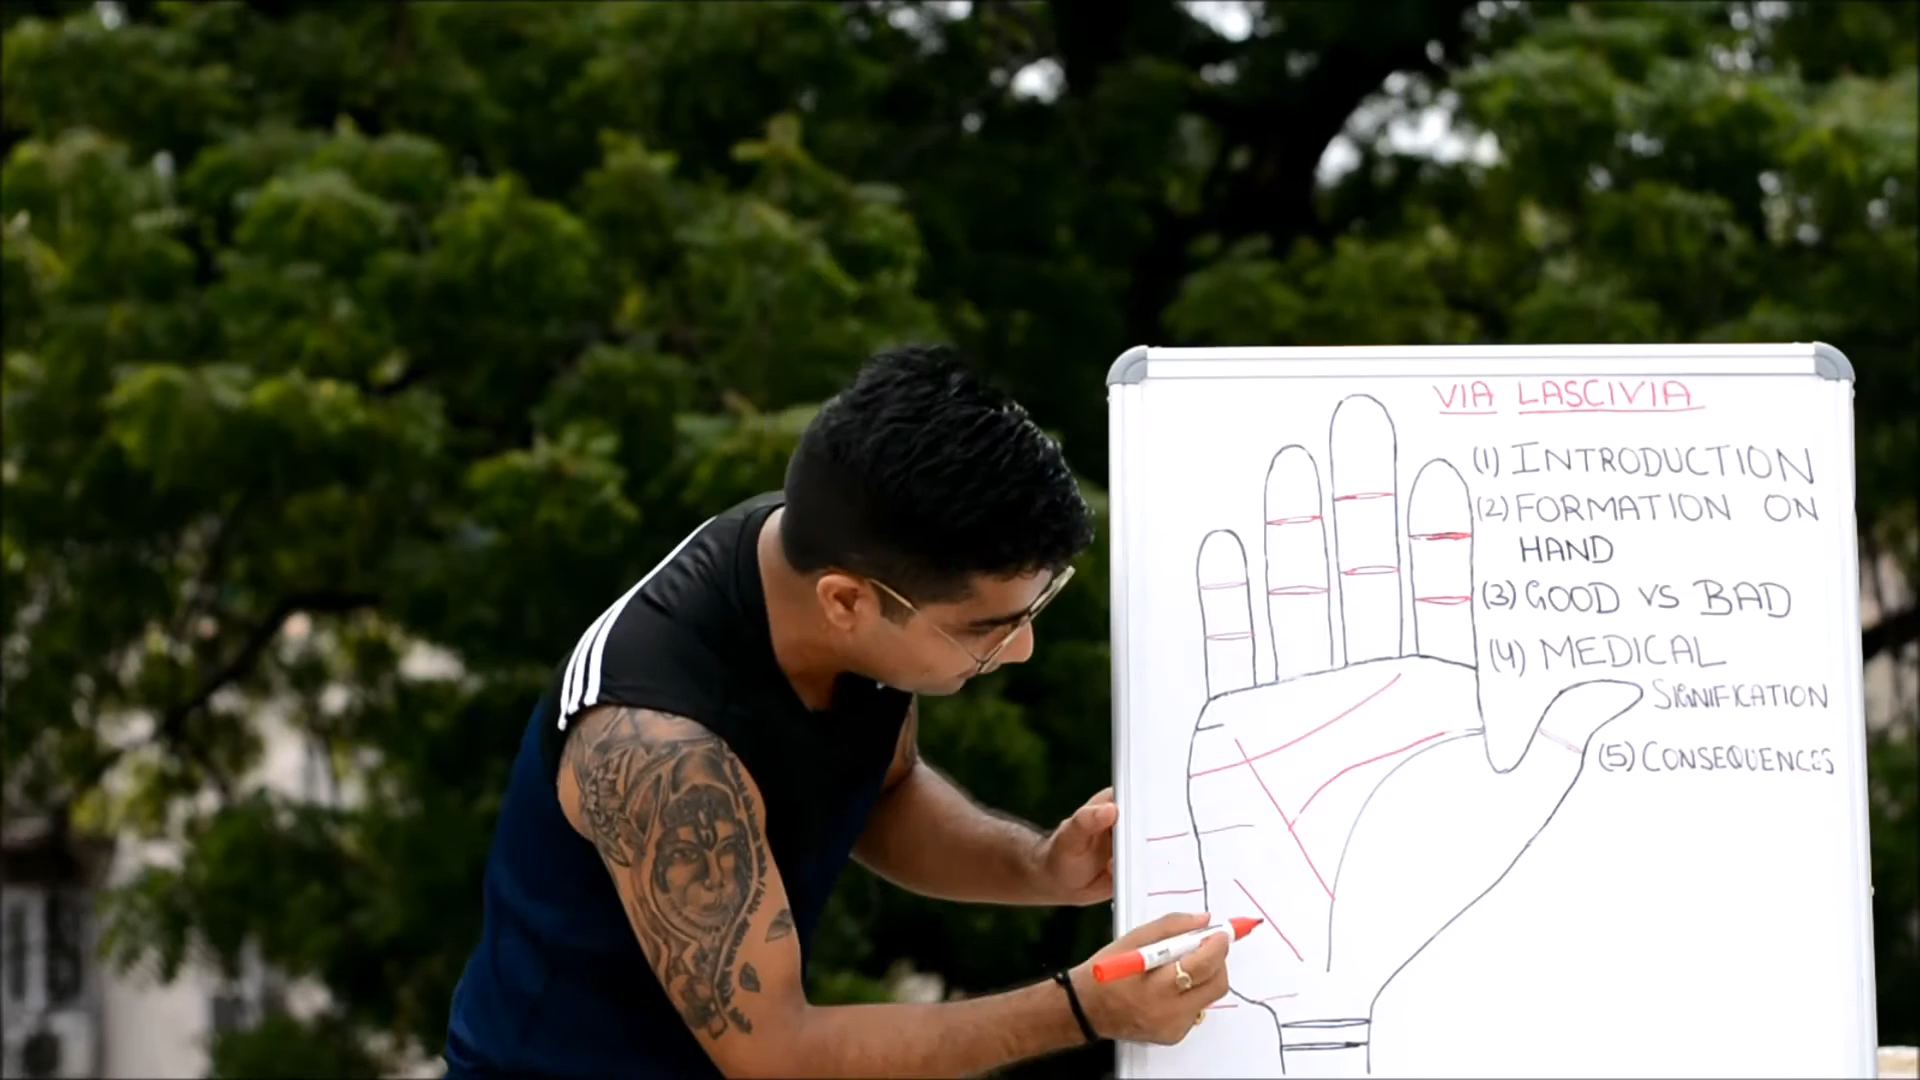 VIA LASCIVIA
(1) INTRODUCTION
(2) FORMATION ON
HAND
(3) GOOD VS BAD
(4) MEDICAL
SIGNIFICATION
(5) CONSEQUENCES